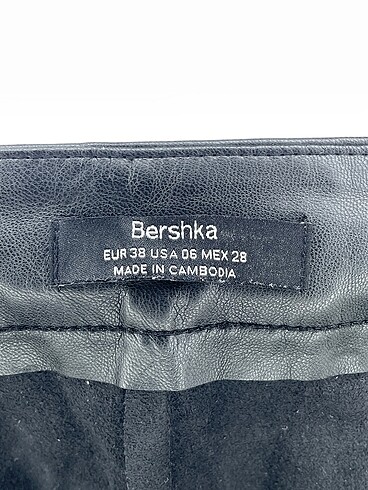 Bershka
EUR 38 USA 06 MEX 28
MADE IN CAMBODIA